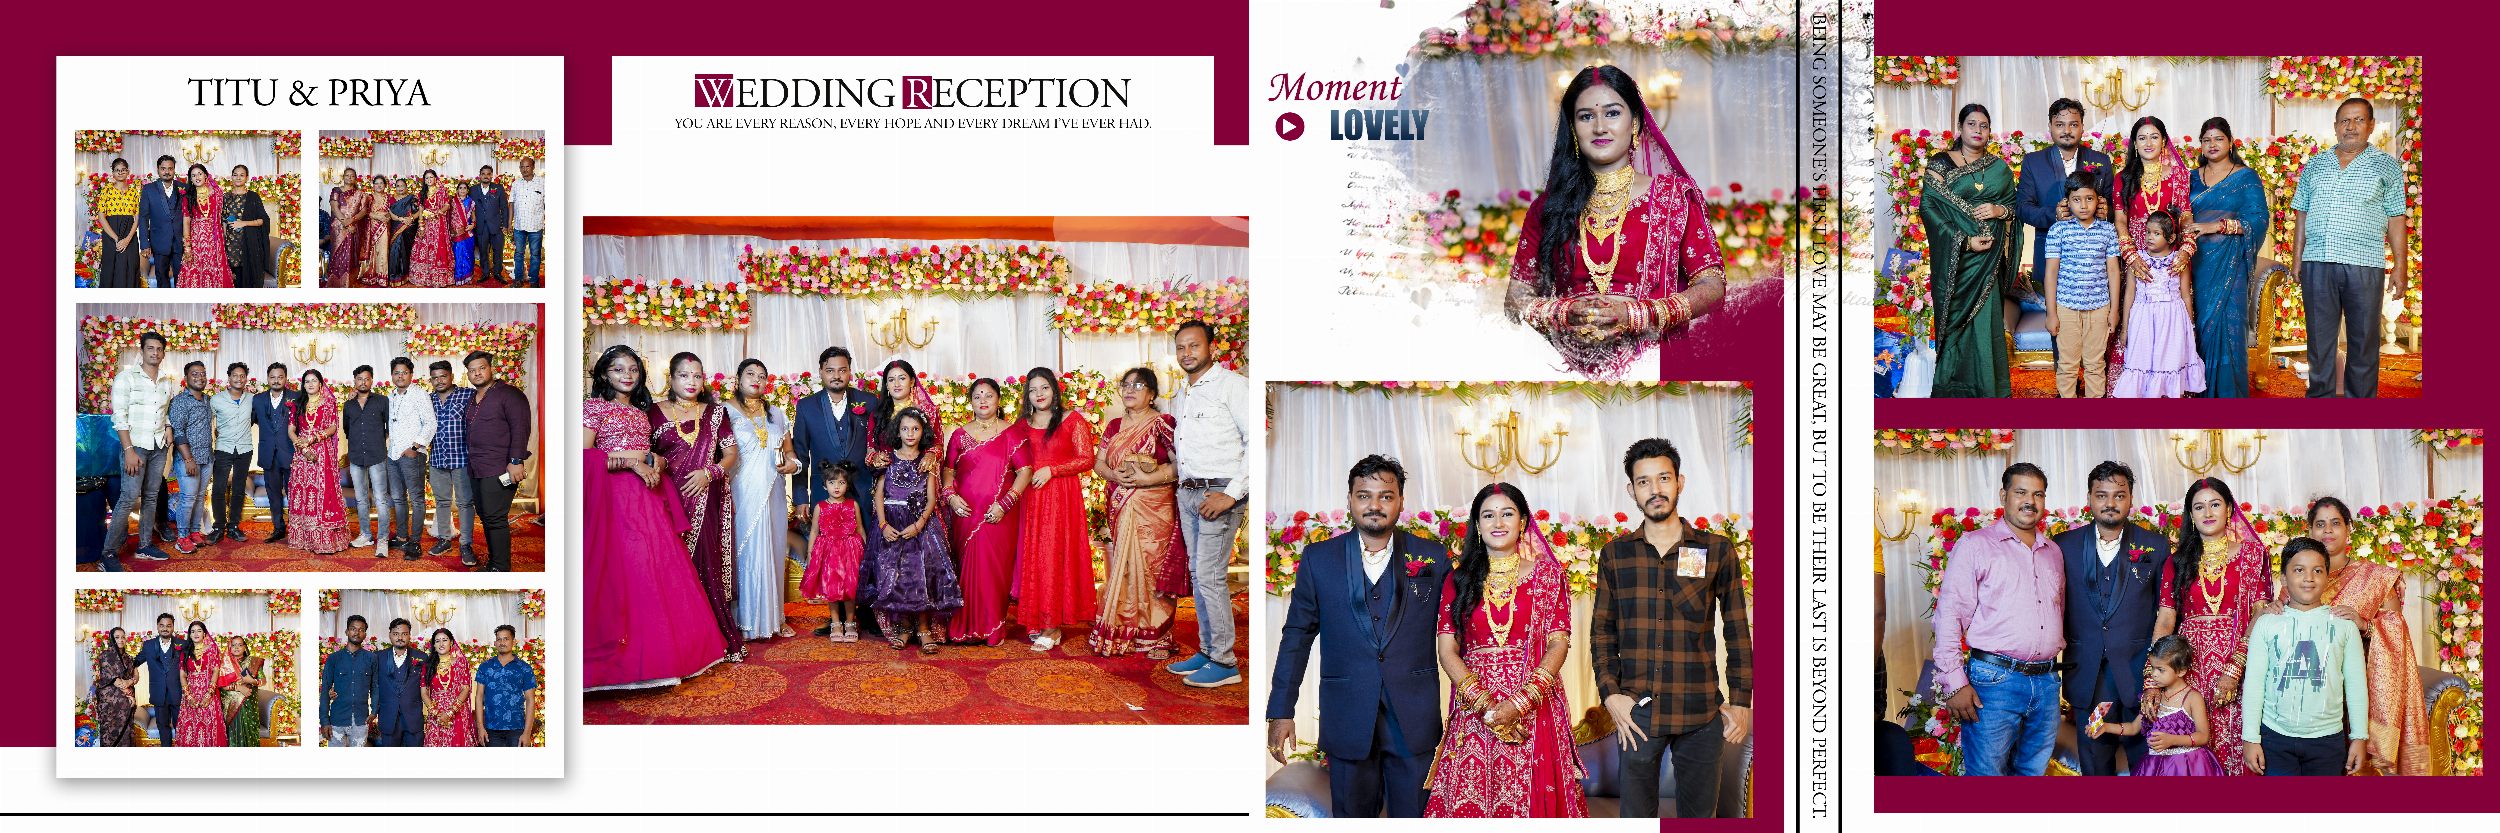 TITU & PRIYA
WEDDING RECEPTION
YOU ARE EVERY REASON, EVERY HOPE AND EVERY DREAM I'VE EVER HAD.
Moment
LOVELY
BEING SOMEONE'S FIRST LOVE MAY BE GREAT, BUT TO BE THEIR LAST IS BEYOND PERFECT.
A